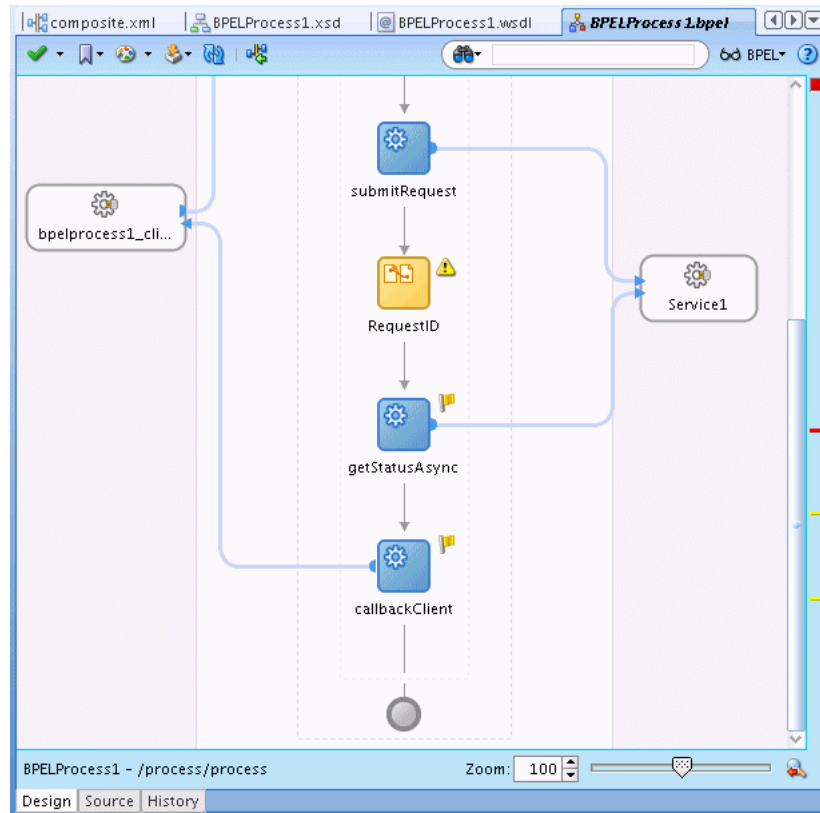 composite.xml
BPELProcess1.xsd
BPELProcess1.wsdl
BPELProcess1.bpel
BPEL
submitRequest
bpelprocess1_cli...
Service1
RequestID
getStatusAsync
callbackClient
BPELProcess1 - /process/process
Zoom: 100
Design Source History